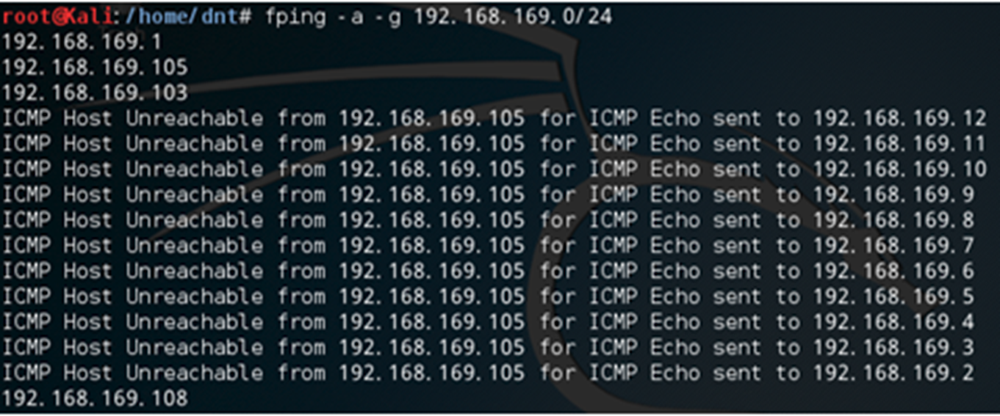 root@Kali:/home/dnt# fping -a -g 192.168.169.0/24
192.168.169.1
192.168.169.105
192.168.169.103
ICMP Host Unreachable from 192.168.169.105 for ICMP Echo sent to 192.168.169.12
ICMP Host Unreachable from 192.168.169.105 for ICMP Echo sent to 192.168.169.11
ICMP Host Unreachable from 192.168.169.105 for ICMP Echo sent to 192.168.169.10
ICMP Host Unreachable from 192.168.169.105 for ICMP Echo sent to 192.168.169.9
ICMP Host Unreachable from 192.168.169.105 for ICMP Echo sent to 192.168.169.8
ICMP Host Unreachable from 192.168.169.105 for ICMP Echo sent to 192.168.169.7
ICMP Host Unreachable from 192.168.169.105 for ICMP Echo sent to 192.168.169.6
ICMP Host Unreachable from 192.168.169.105 for ICMP Echo sent to 192.168.169.5
ICMP Host Unreachable from 192.168.169.105 for ICMP Echo sent to 192.168.169.4
ICMP Host Unreachable from 192.168.169.105 for ICMP Echo sent to 192.168.169.3
ICMP Host Unreachable from 192.168.169.105 for ICMP Echo sent to 192.168.169.2
192.168.169.108